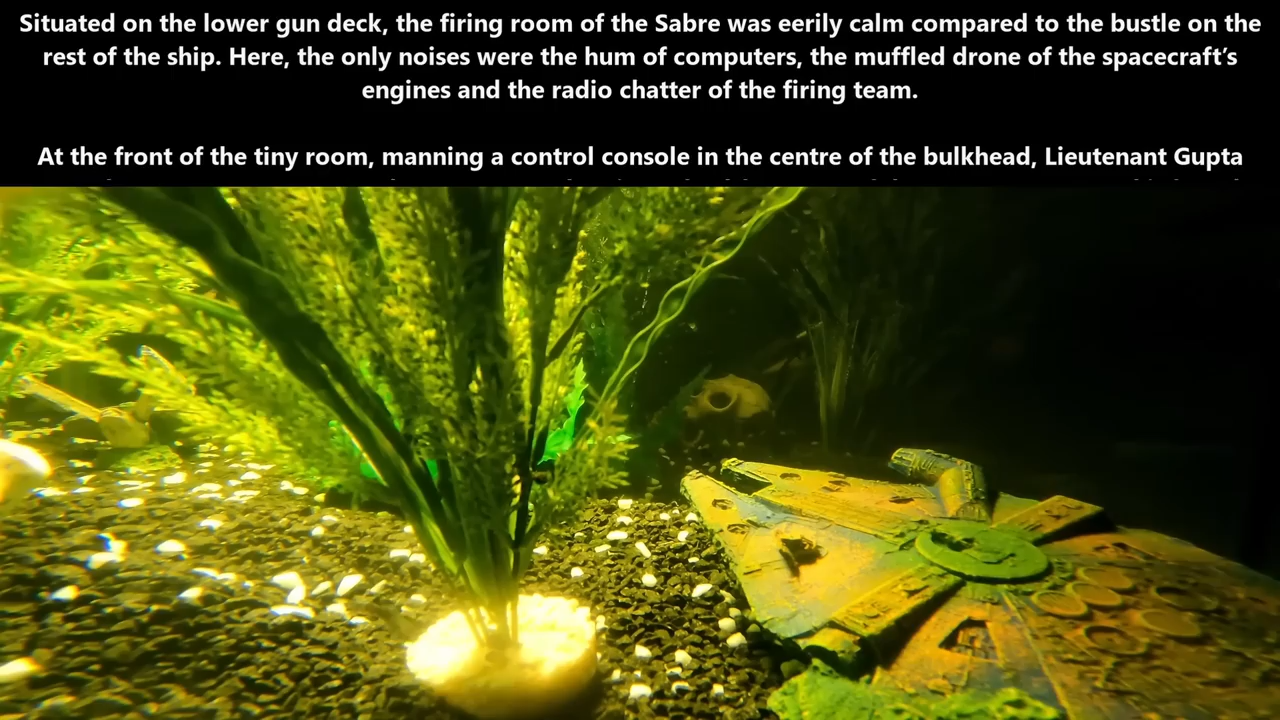 Situated on the lower gun deck, the firing room of the Sabre was eerily calm compared to the bustle on the
rest of the ship. Here, the only noises were the hum of computers, the muffled drone of the spacecraft’s
engines and the radio chatter of the firing team.
At the front of the tiny room, manning a control console in the centre of the bulkhead, Lieutenant Gupta